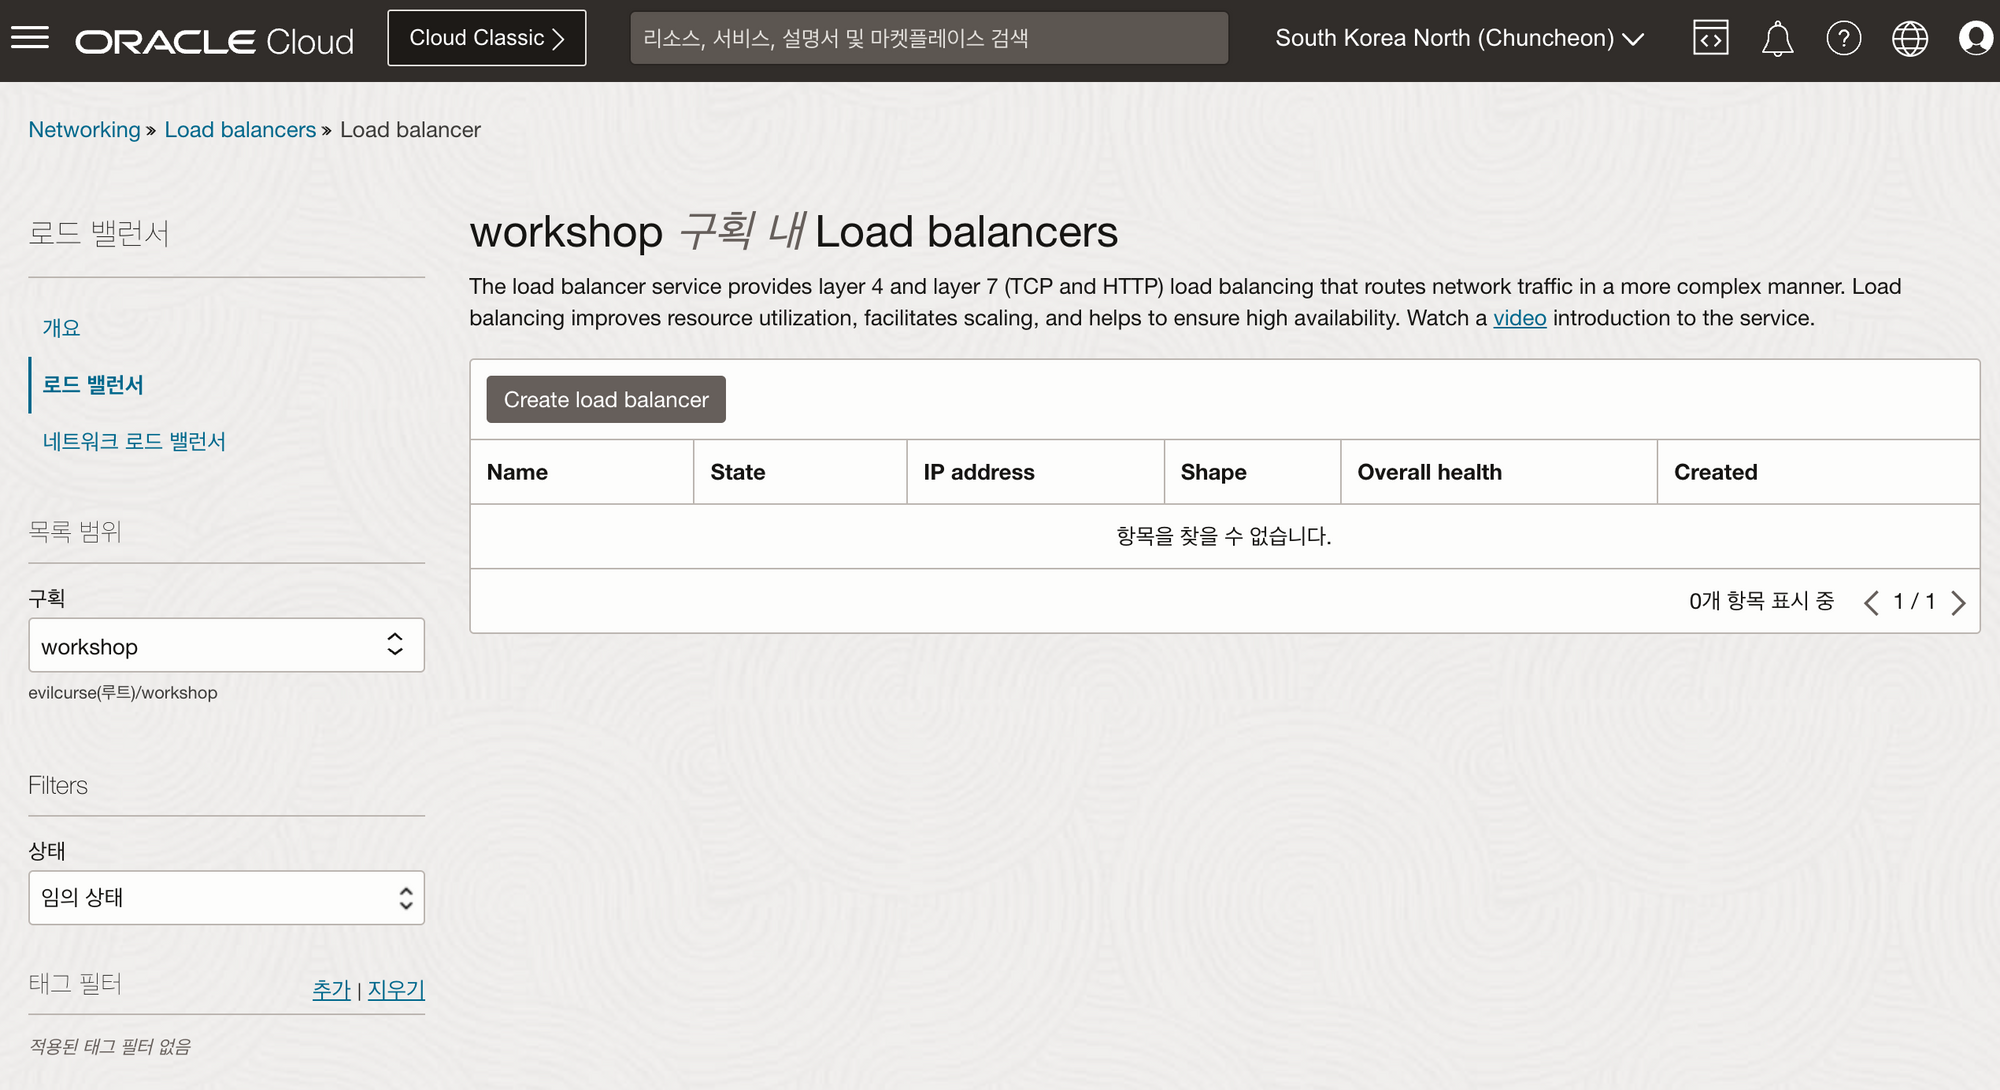 ORACLE Cloud
Cloud Classic
리소스, 서비스, 설명서 및 마켓플레이스 검색
South Korea North (Chuncheon)
Networking » Load balancers » Load balancer
로드 밸런서
개요
로드 밸런서
네트워크 로드 밸런서
목록 범위
구획
workshop
evilcurse(루트)/workshop
Filters
상태
임의 상태
태그 필터
추가 | 지우기
적용된 태그 필터 없음
workshop 구획 내 Load balancers
The load balancer service provides layer 4 and layer 7 (TCP and HTTP) load balancing that routes network traffic in a more complex manner. Load
balancing improves resource utilization, facilitates scaling, and helps to ensure high availability. Watch a video introduction to the service.
Create load balancer
Name State IP address Shape Overall health Created
항목을 찾을 수 없습니다.
0개 항목 표시 중 1 / 1